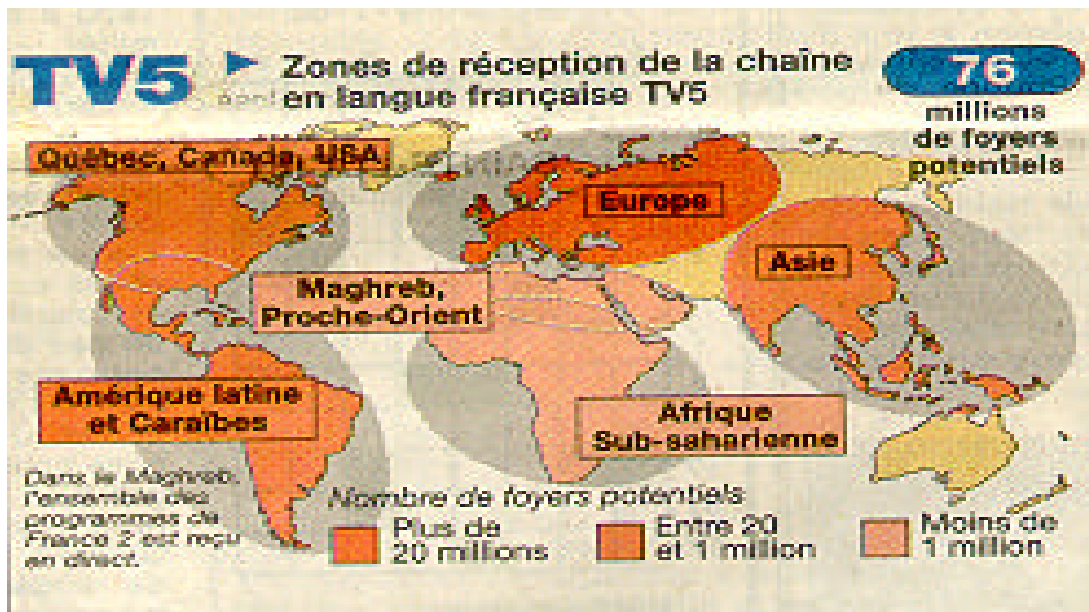 TV5
Zones de réception de la chaîne
en langue française TV5
76
millions
de foyers
potentiels
Québec, Canada, USA
Europe
Asie
Maghreb,
Proche-Orient
Amérique latine
et Caraïbes
Afrique
Sub-saharienne
Dans le Maghreb,
l'ensemble des
programmes de
France 2 est reçu
en direct.
Nombre de foyers potentiels
Plus de
20 millions
Entre 20
et 1 million
Moins de
1 million